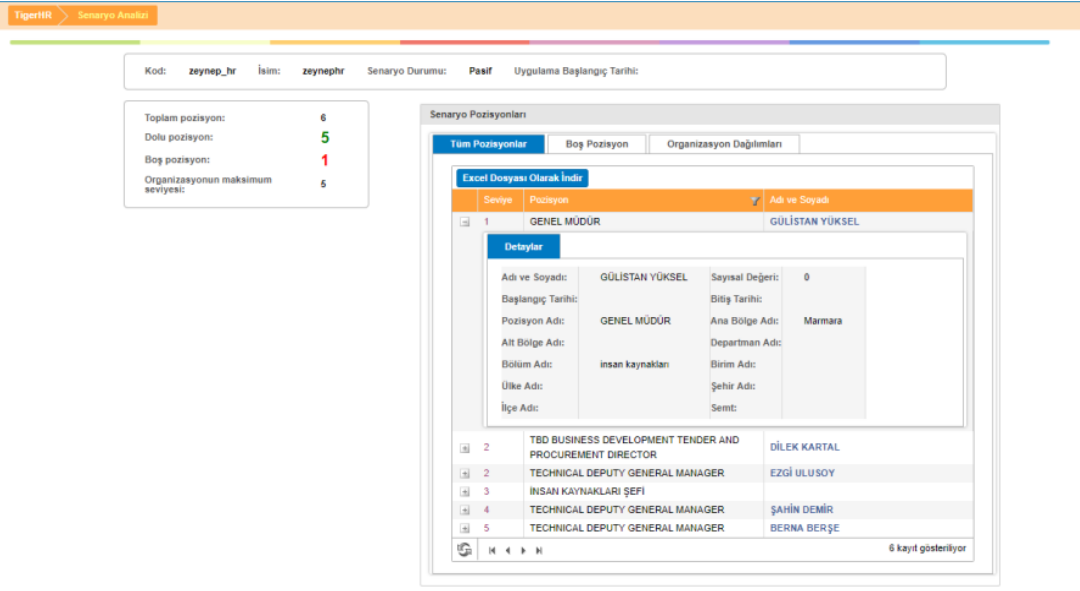 TigerHR Senaryo Analizi
Kod: zeynep_hr İsim: zeynephr Senaryo Durumu: Pasif Uygulama Başlangıç Tarihi:
Toplam pozisyon: 6
Dolu pozisyon: 5
Boş pozisyon: 1
Organizasyonun maksimum
seviyesi: 5
Senaryo Pozisyonları
Tüm Pozisyonlar Boş Pozisyon Organizasyon Dağılımları
Excel Dosyası Olarak İndir
Seviye Pozisyon Adı ve Soyadı
1 GENEL MÜDÜR GÜLİSTAN YÜKSEL
Detaylar
Adı ve Soyadı: GÜLİSTAN YÜKSEL Sayısal Değeri: 0
Başlangıç Tarihi: Bitiş Tarihi:
Pozisyon Adı: GENEL MÜDÜR Ana Bölge Adı: Marmara
Alt Bölge Adı: Departman Adı:
Bölüm Adı: insan kaynakları Birim Adı:
Ülke Adı: Şehir Adı:
İlçe Adı: Semt:
2 TBD BUSINESS DEVELOPMENT TENDER AND
PROCUREMENT DIRECTOR DİLEK KARTAL
2 TECHNICAL DEPUTY GENERAL MANAGER EZGİ ULUSOY
3 İNSAN KAYNAKLARI ŞEFİ
4 TECHNICAL DEPUTY GENERAL MANAGER ŞAHİN DEMİR
5 TECHNICAL DEPUTY GENERAL MANAGER BERNA BERŞE
6 kayıt gösteriliyor